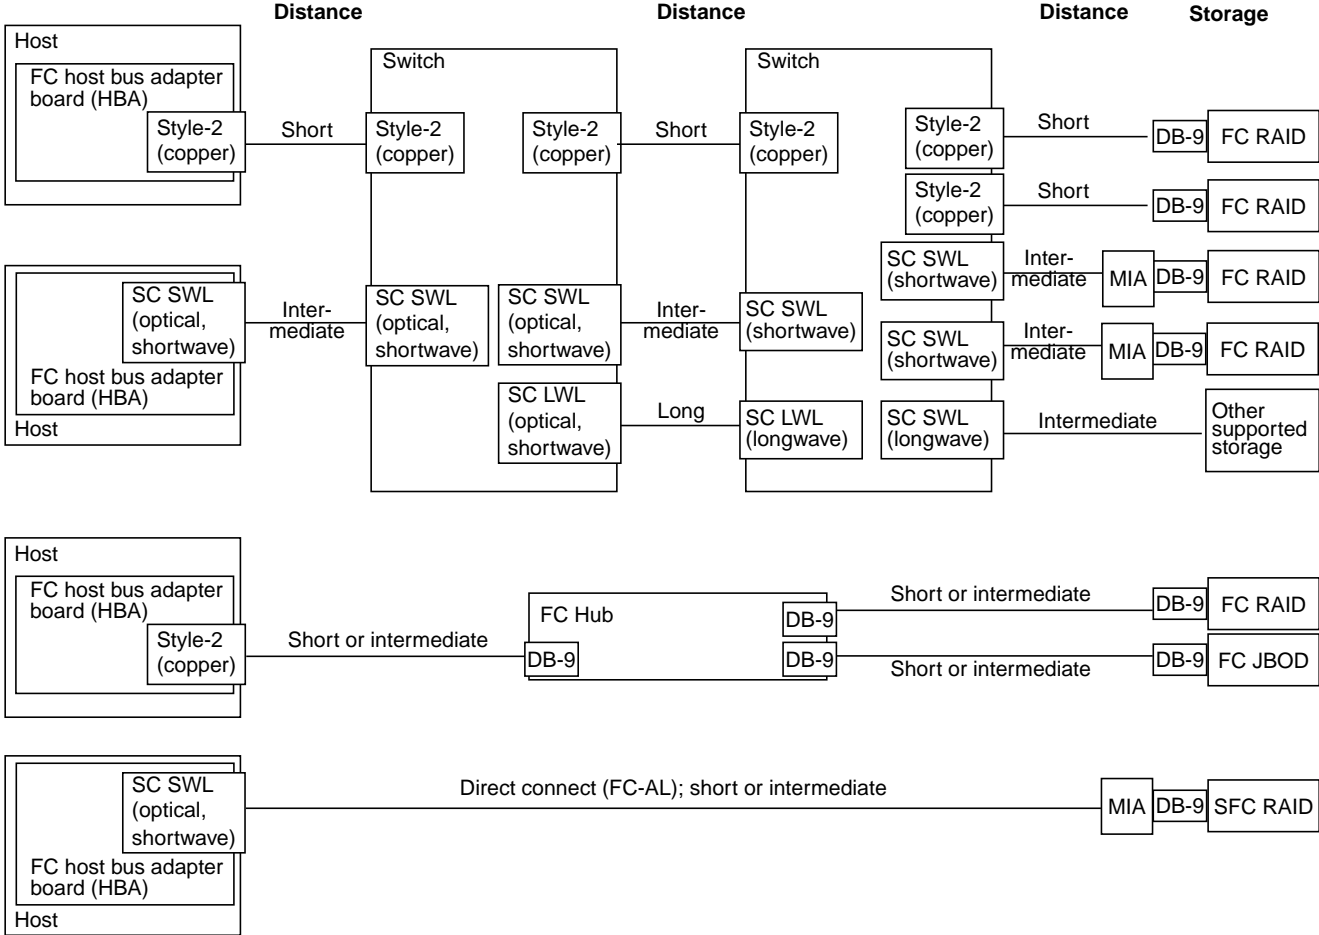 Distance
Distance
Distance
Storage
Host
FC host bus adapter
board (HBA)
Style-2
(copper)
Short
Switch
Style-2
(copper)
Style-2
(copper)
Short
Switch
Style-2
(copper)
Style-2
(copper)
Short
DB-9
FC RAID
Style-2
(copper)
Short
DB-9
FC RAID
SC SWL
(shortwave)
Inter-
mediate
MIA
DB-9
FC RAID
SC SWL
(optical,
shortwave)
FC host bus adapter
board (HBA)
Host
Inter-
mediate
SC SWL
(optical,
shortwave)
SC SWL
(optical,
shortwave)
Inter-
mediate
SC SWL
(shortwave)
SC SWL
(shortwave)
Inter-
mediate
MIA
DB-9
FC RAID
SC LWL
(optical,
shortwave)
Long
SC LWL
(longwave)
SC SWL
(longwave)
Intermediate
Other
supported
storage
Host
FC host bus adapter
board (HBA)
Style-2
(copper)
Short or intermediate
FC Hub
DB-9
DB-9
DB-9
Short or intermediate
DB-9
FC RAID
Short or intermediate
DB-9
FC JBOD
SC SWL
(optical,
shortwave)
FC host bus adapter
board (HBA)
Host
Direct connect (FC-AL); short or intermediate
MIA
DB-9
SFC RAID